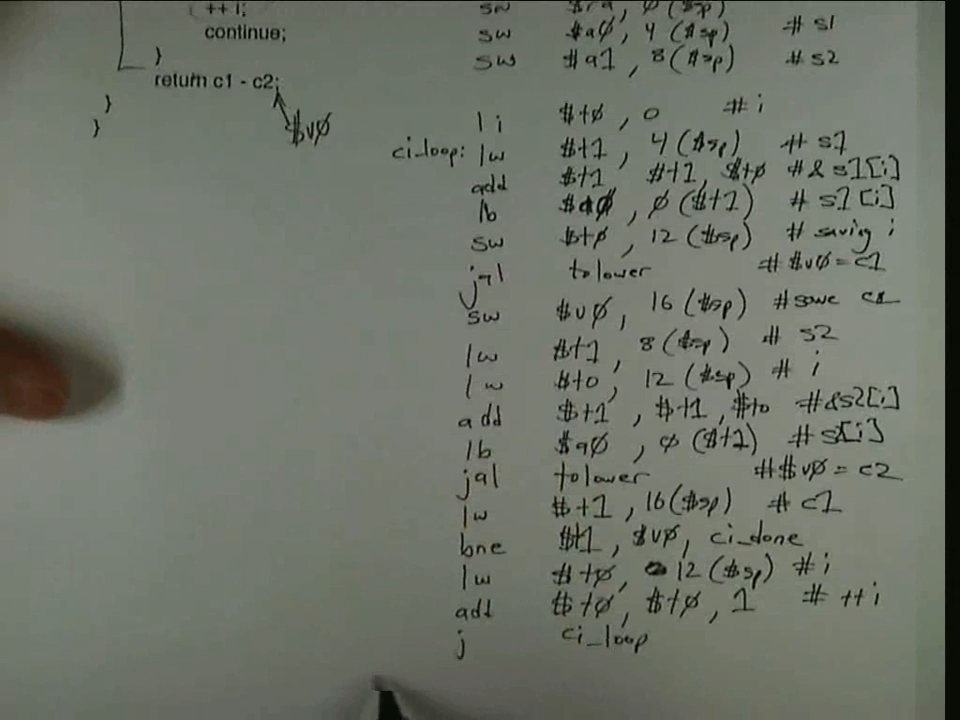 ++ i;
continue;
}
return c1 - c2;
}
}
$v0
sw $ra, 0($sp)
sw $a0, 4($sp) # s1
sw $a1, 8($sp) # s2
li $t0, 0 # i
ci_loop: lw $t1, 4($sp) # s1
add $t1 $t1, $t0 # & s1[i]
lb $a0, 0($t1) # s1[i]
sw $t0, 12($sp) # saving i
jal tolower # $v0 = c1
sw $v0, 16($sp) # save c1
lw $t1, 8($sp) # s2
lw $t0, 12($sp) # i
add $t1, $t1, $t0 # &s2[i]
lb $a0, 0($t1) # s[i]
jal tolower # $v0 = c2
lw $t1, 16($sp) # c1
bne $t1, $v0, ci_done
lw $t0, 12($sp) # i
add $t0, $t0, 1 # ++i
j ci_loop